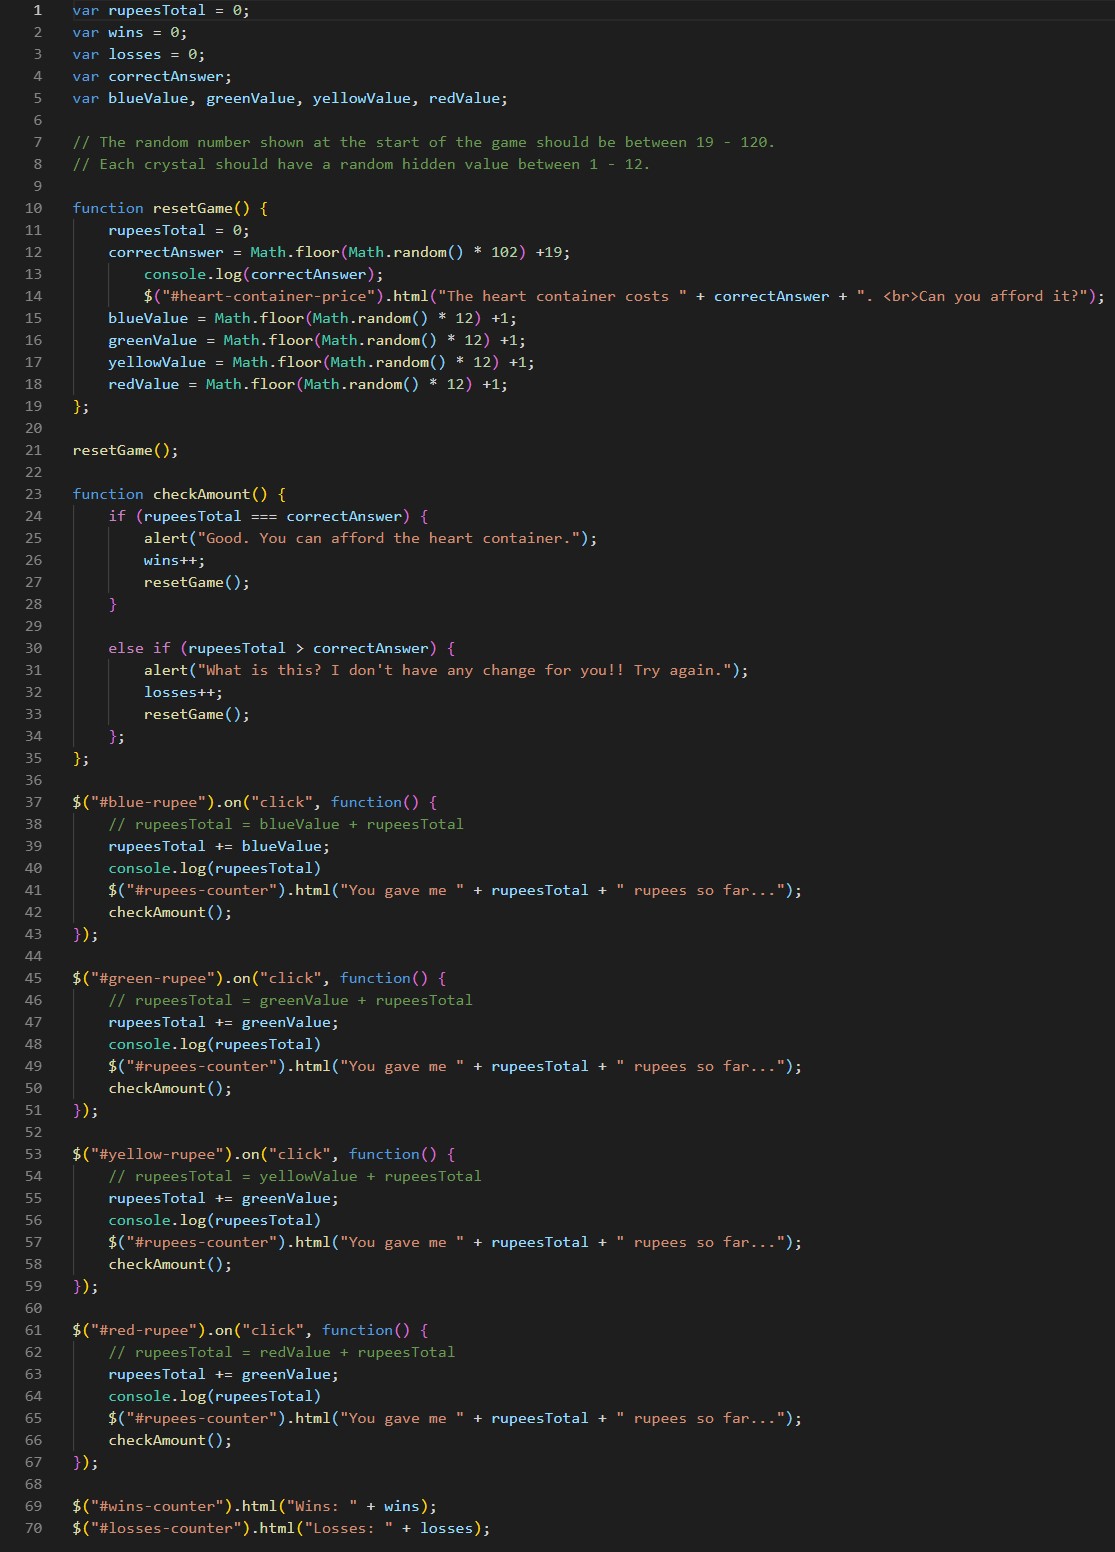 1 var rupeesTotal = 0;
2 var wins = 0;
3 var losses = 0;
4 var correctAnswer;
5 var blueValue, greenValue, yellowValue, redValue;
6
7 // The random number shown at the start of the game should be between 19 - 120.
8 // Each crystal should have a random hidden value between 1 - 12.
9
10 function resetGame() {
11     rupeesTotal = 0;
12     correctAnswer = Math.floor(Math.random() * 102) +19;
13         console.log(correctAnswer);
14         $("#heart-container-price").html("The heart container costs " + correctAnswer + ". <br>Can you afford it?");
15     blueValue = Math.floor(Math.random() * 12) +1;
16     greenValue = Math.floor(Math.random() * 12) +1;
17     yellowValue = Math.floor(Math.random() * 12) +1;
18     redValue = Math.floor(Math.random() * 12) +1;
19 };
20
21 resetGame();
22
23 function checkAmount() {
24     if (rupeesTotal === correctAnswer) {
25         alert("Good. You can afford the heart container.");
26         wins++;
27         resetGame();
28     }
29
30     else if (rupeesTotal > correctAnswer) {
31         alert("What is this? I don't have any change for you!! Try again.");
32         losses++;
33         resetGame();
34     };
35 };
36
37 $("#blue-rupee").on("click", function() {
38     // rupeesTotal = blueValue + rupeesTotal
39     rupeesTotal += blueValue;
40     console.log(rupeesTotal)
41     $("#rupees-counter").html("You gave me " + rupeesTotal + " rupees so far...");
42     checkAmount();
43 });
44
45 $("#green-rupee").on("click", function() {
46     // rupeesTotal = greenValue + rupeesTotal
47     rupeesTotal += greenValue;
48     console.log(rupeesTotal)
49     $("#rupees-counter").html("You gave me " + rupeesTotal + " rupees so far...");
50     checkAmount();
51 });
52
53 $("#yellow-rupee").on("click", function() {
54     // rupeesTotal = yellowValue + rupeesTotal
55     rupeesTotal += greenValue;
56     console.log(rupeesTotal)
57     $("#rupees-counter").html("You gave me " + rupeesTotal + " rupees so far...");
58     checkAmount();
59 });
60
61 $("#red-rupee").on("click", function() {
62     // rupeesTotal = redValue + rupeesTotal
63     rupeesTotal += greenValue;
64     console.log(rupeesTotal)
65     $("#rupees-counter").html("You gave me " + rupeesTotal + " rupees so far...");
66     checkAmount();
67 });
68
69 $("#wins-counter").html("Wins: " + wins);
70 $("#losses-counter").html("Losses: " + losses);